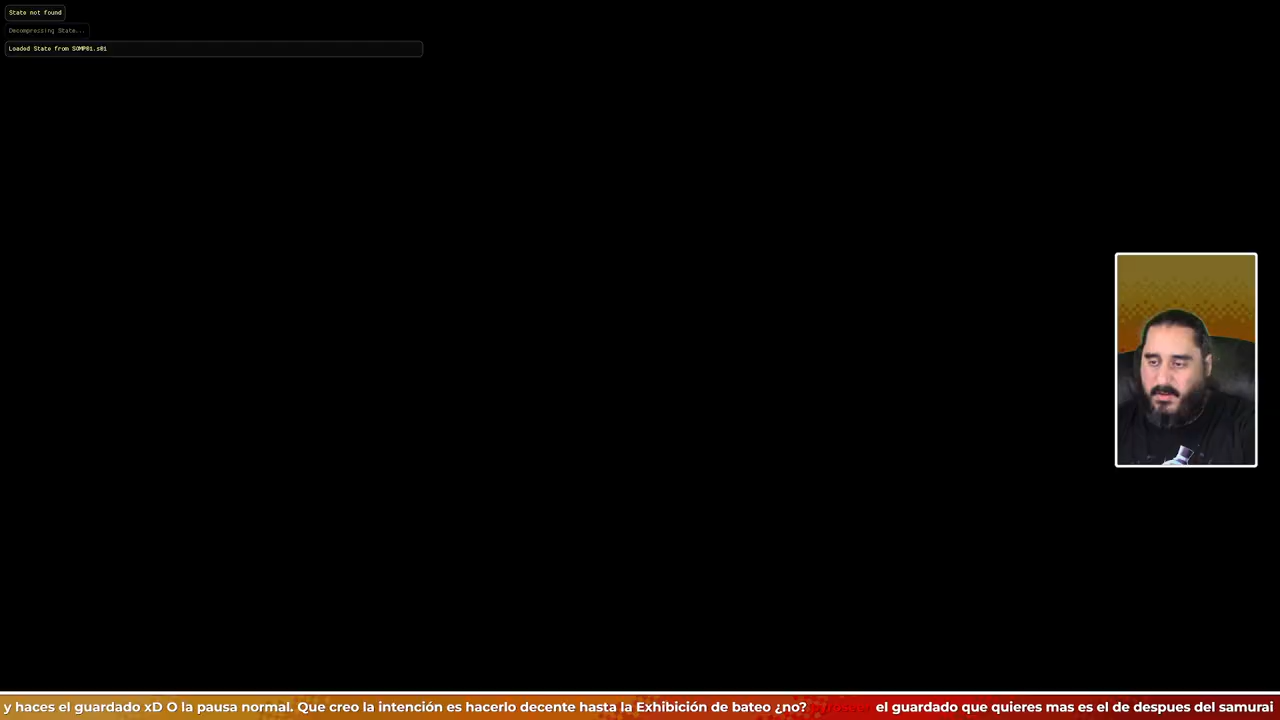 State not found
Decompressing State...
Loaded State from SOMP01.s01
y haces el guardado xD O la pausa normal. Que creo la intención es hacerlo decente hasta la Exhibición de bateo ¿no? el guardado que quieres mas es el de despues del samurai